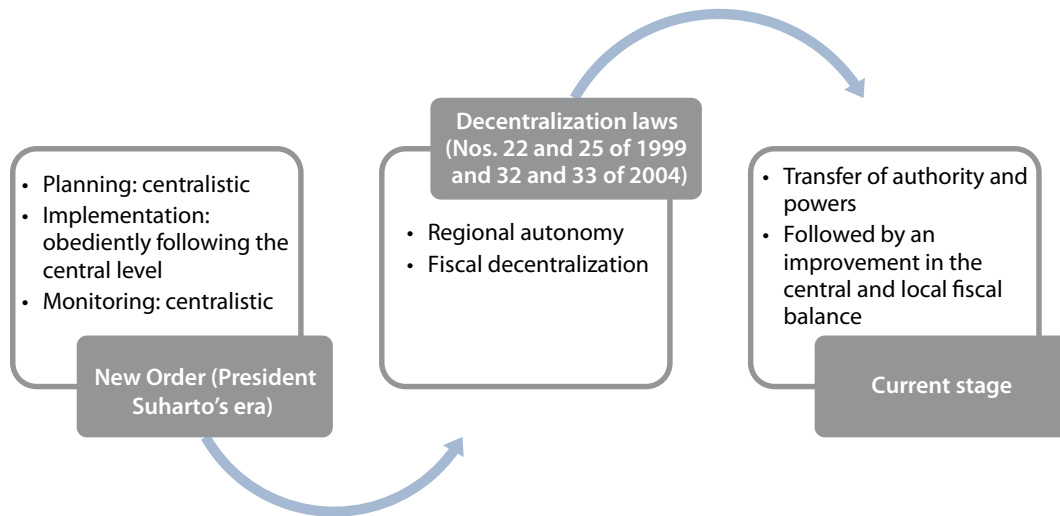 • Planning: centralistic
• Implementation:
obediently following the
central level
• Monitoring: centralistic
New Order (President
Suharto’s era)
Decentralization laws
(Nos. 22 and 25 of 1999
and 32 and 33 of 2004)
• Regional autonomy
• Fiscal decentralization
• Transfer of authority and
powers
• Followed by an
improvement in the
central and local fiscal
balance
Current stage